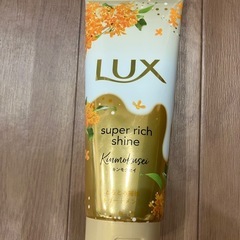 LUX
super rich
shine
Kinmokusei
キンモクセイ